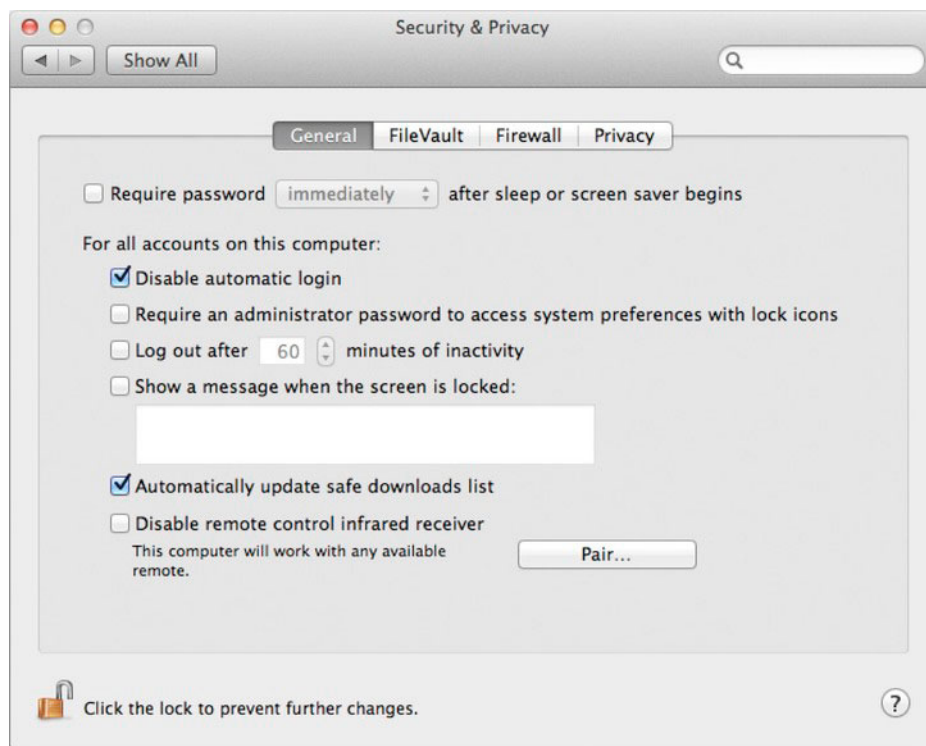 Security & Privacy
Show All
General FileVault Firewall Privacy
Require password immediately after sleep or screen saver begins
For all accounts on this computer:
Disable automatic login
Require an administrator password to access system preferences with lock icons
Log out after 60 minutes of inactivity
Show a message when the screen is locked:
Automatically update safe downloads list
Disable remote control infrared receiver
This computer will work with any available
remote.
Pair...
Click the lock to prevent further changes.
?